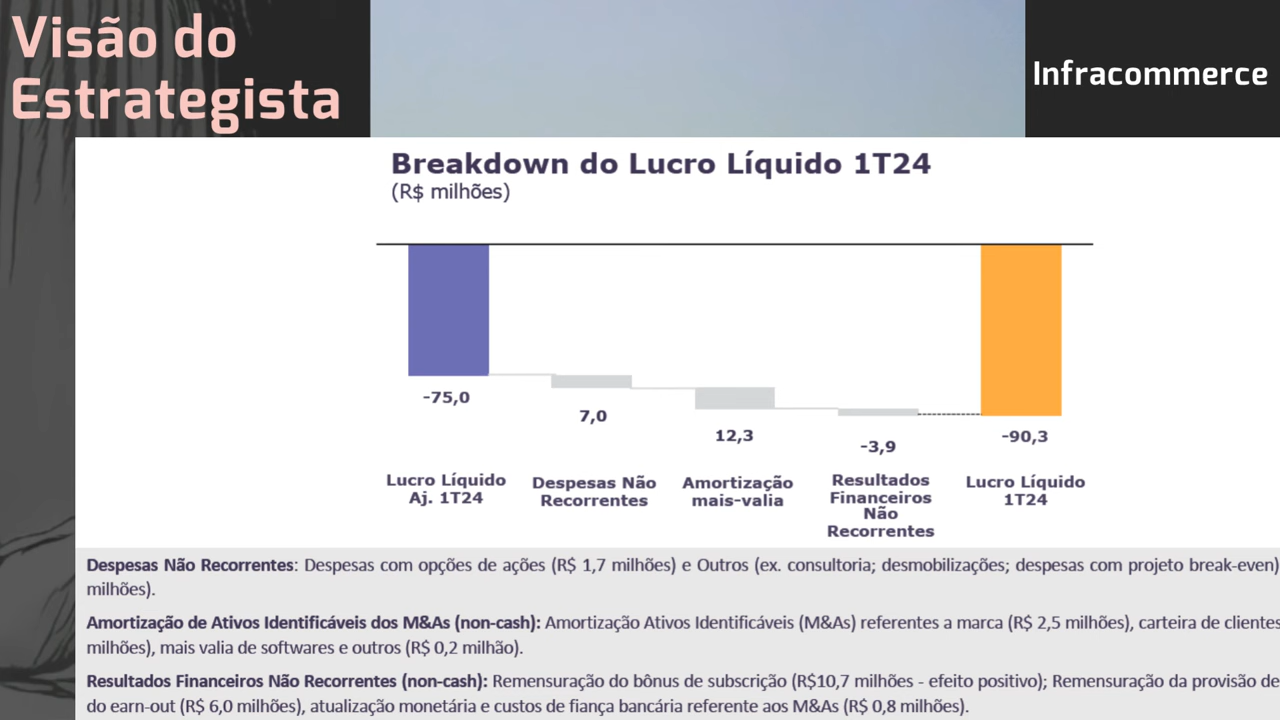 Visão do
Estrategista
Infracommerce
Breakdown do Lucro Líquido 1T24
(R$ milhões)
-75,0
7,0
12,3
-3,9
-90,3
Lucro Líquido
Aj. 1T24
Despesas Não
Recorrentes
Amortização
mais-valia
Resultados
Financeiros
Não
Recorrentes
Lucro Líquido
1T24
Despesas Não Recorrentes: Despesas com opções de ações (R$ 1,7 milhões) e Outros (ex. consultoria; desmobilizações; despesas com projeto break-even)
milhões).
Amortização de Ativos Identificáveis dos M&As (non-cash): Amortização Ativos Identificáveis (M&As) referentes a marca (R$ 2,5 milhões), carteira de clientes
milhões), mais valia de softwares e outros (R$ 0,2 milhão).
Resultados Financeiros Não Recorrentes (non-cash): Remensuração do bônus de subscrição (R$10,7 milhões - efeito positivo); Remensuração da provisão de
do earn-out (R$ 6,0 milhões), atualização monetária e custos de fiança bancária referente aos M&As (R$ 0,8 milhões).